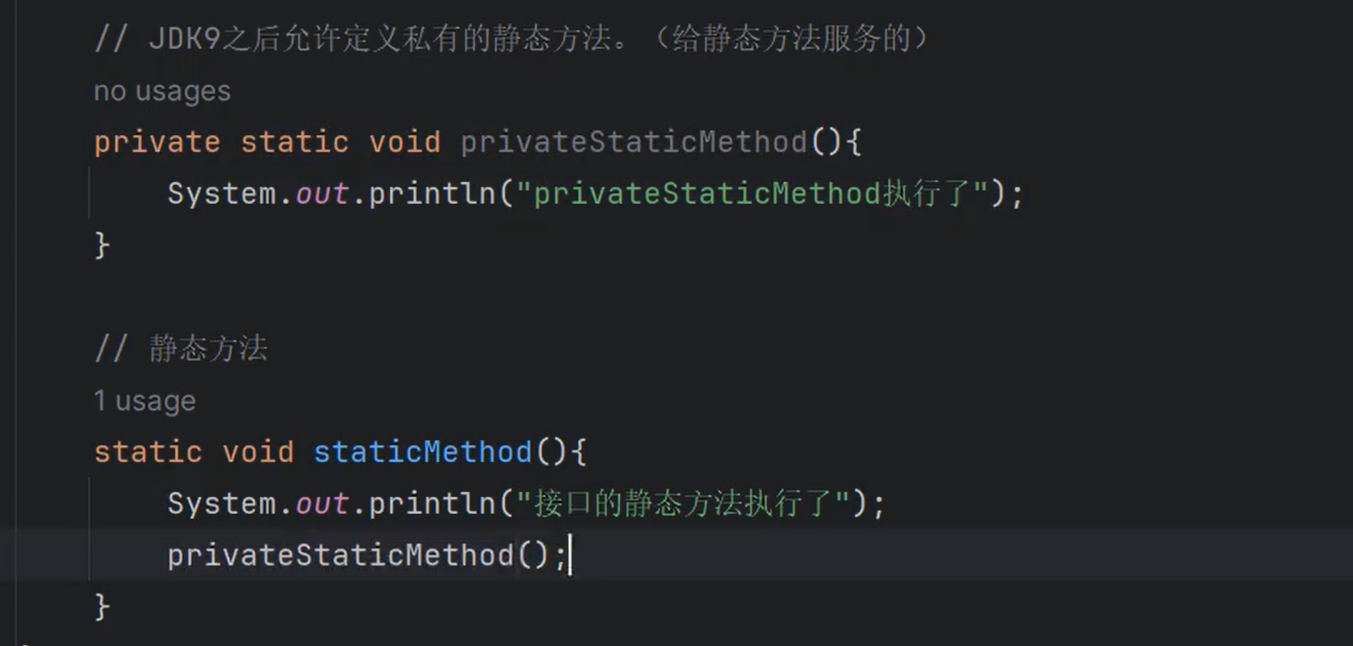 // JDK9之后允许定义私有的静态方法。（给静态方法服务的）
no usages
private static void privateStaticMethod(){
System.out.println("privateStaticMethod执行了");
}
// 静态方法
1 usage
static void staticMethod(){
System.out.println("接口的静态方法执行了");
privateStaticMethod();
}